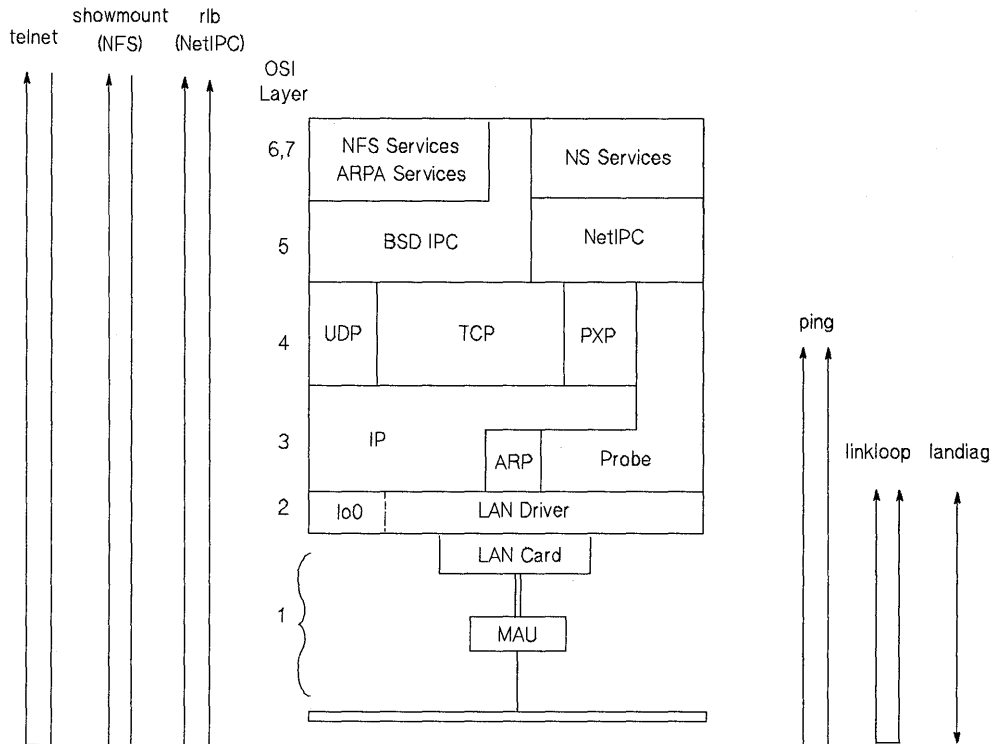 telnet
showmount
(NFS)
rlb
(NetIPC)
OSI
Layer
6,7
NFS Services
ARPA Services
NS Services
5
BSD IPC
NetIPC
4
UDP
TCP
PXP
ping
3
IP
ARP
Probe
linkloop
landiag
2
lo0
LAN Driver
LAN Card
1
MAU